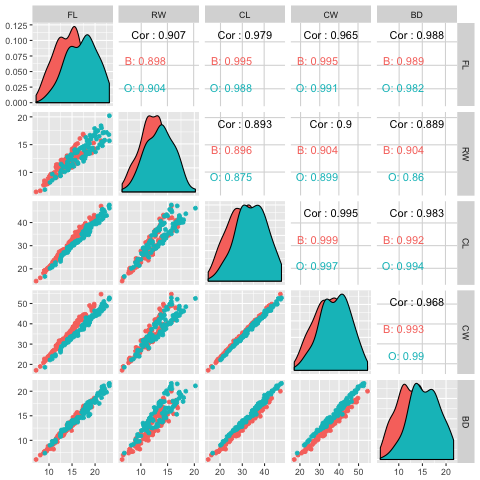 FL RW CL CW BD
0.125
0.100
0.075
0.050
0.025
0.000
Cor : 0.907 Cor : 0.979 Cor : 0.965 Cor : 0.988
B: 0.898 B: 0.995 B: 0.995 B: 0.989
O: 0.904 O: 0.988 O: 0.991 O: 0.982
FL
20
15
10
Cor : 0.893 Cor : 0.9 Cor : 0.889
B: 0.896 B: 0.904 B: 0.904
O: 0.875 O: 0.899 O: 0.86
RW
40
30
20
Cor : 0.995 Cor : 0.983
B: 0.999 B: 0.992
O: 0.997 O: 0.994
CL
50
40
30
20
Cor : 0.968
B: 0.993
O: 0.99
CW
20
15
10
BD
10 15 20 10 15 20 20 30 40 20 30 40 50 10 15 20